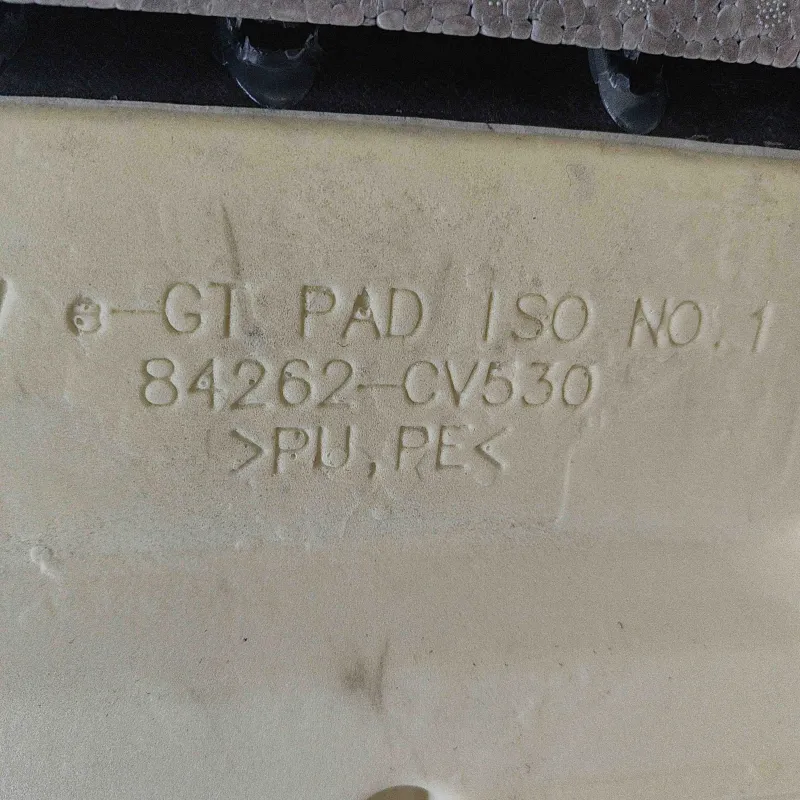 e-GT PAD ISO NO.1
84262-CV530
>PU,PE<